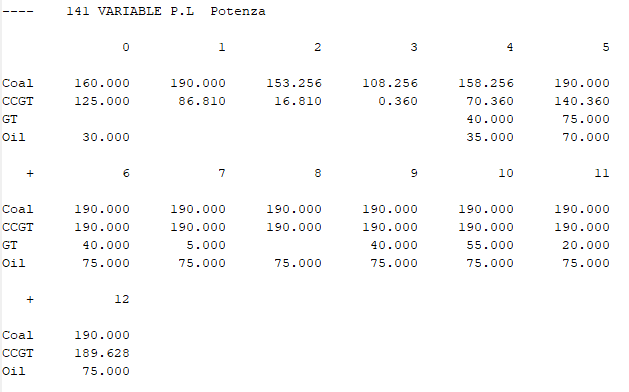 ----    141 VARIABLE P.L  Potenza
                0           1           2           3           4           5
Coal      160.000     190.000     153.256     108.256     158.256     190.000
CCGT      125.000      86.810      16.810       0.360      70.360     140.360
GT                                                         40.000      75.000
Oil        30.000                                          35.000      70.000
   +            6           7           8           9          10          11
Coal      190.000     190.000     190.000     190.000     190.000     190.000
CCGT      190.000     190.000     190.000     190.000     190.000     190.000
GT         40.000       5.000                  40.000      55.000      20.000
Oil        75.000      75.000      75.000      75.000      75.000      75.000
   +           12
Coal      190.000
CCGT      189.628
Oil        75.000